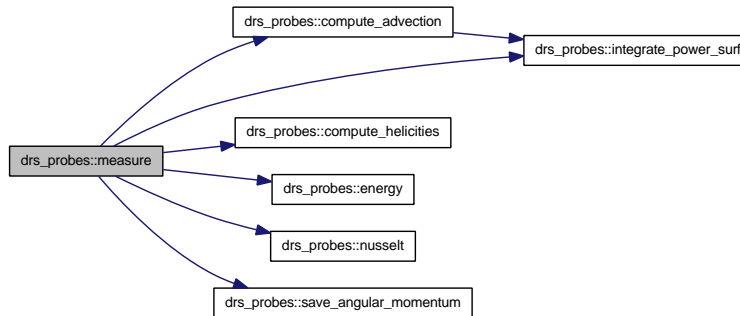 drs_probes::compute_advection
drs_probes::integrate_power_surf
drs_probes::compute_helicities
drs_probes::measure
drs_probes::energy
drs_probes::nusselt
drs_probes::save_angular_momentum